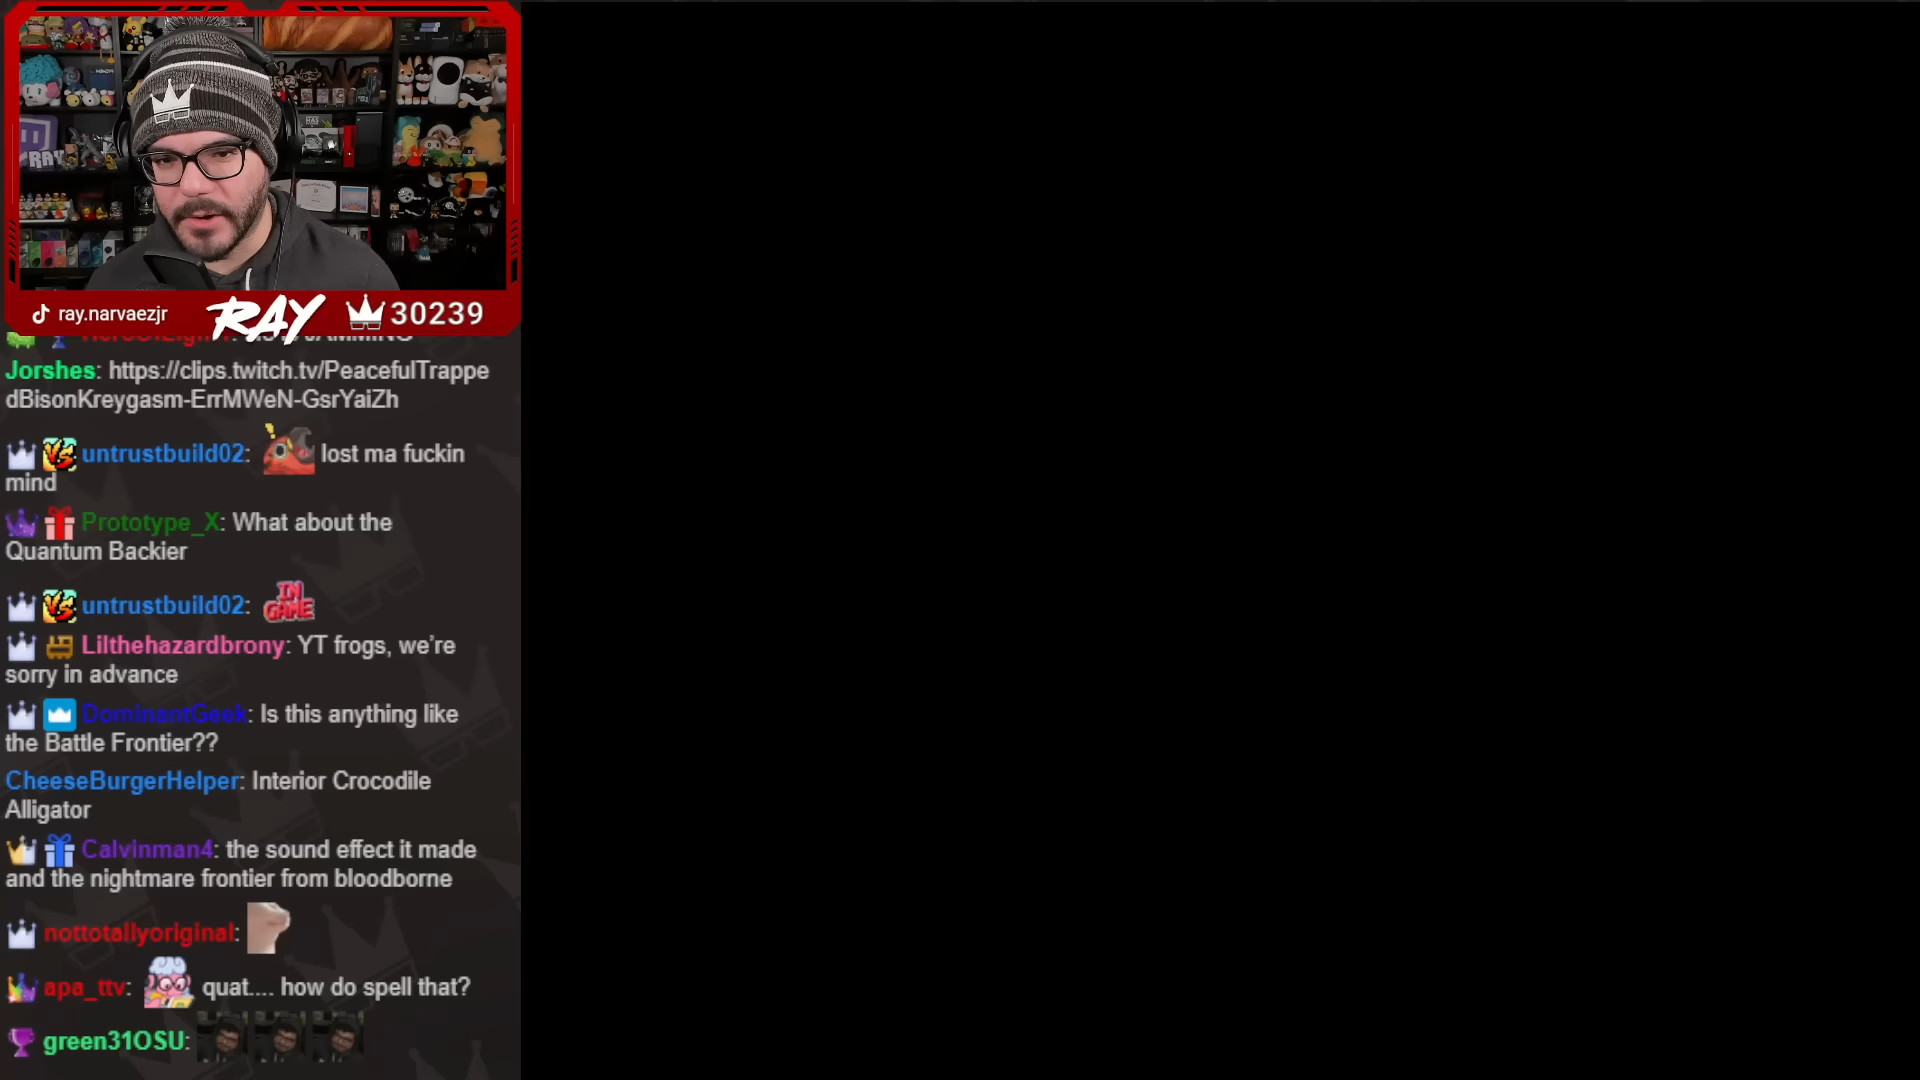 ray.narvaezjr RAY 30239
Jorshes: https://clips.twitch.tv/PeacefulTrappe
dBisonKreygasm-ErrMWeN-GsrYaiZh
untrustbuild02: lost ma fuckin
mind
Prototype_X: What about the
Quantum Backier
untrustbuild02: IN GAME
Lilthehazardbrony: YT frogs, we're
sorry in advance
DominantGeek: Is this anything like
the Battle Frontier??
CheeseBurgerHelper: Interior Crocodile
Alligator
Calvinman4: the sound effect it made
and the nightmare frontier from bloodborne
nottotallyoriginal:
apa_ttv: quat.... how do spell that?
green31OSU: